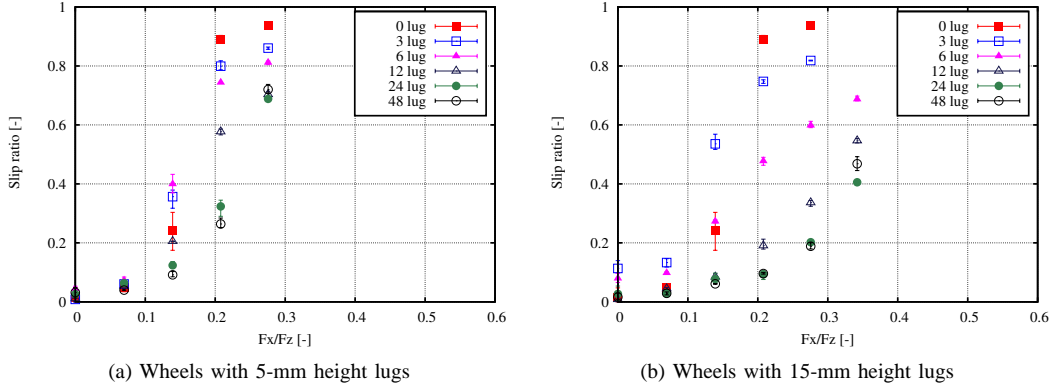 1
0.8
0.6
0.4
0.2
0
Slip ratio [-]
0 0.1 0.2 0.3 0.4 0.5 0.6
Fx/Fz [-]
0 lug
3 lug
6 lug
12 lug
24 lug
48 lug
(a) Wheels with 5-mm height lugs
1
0.8
0.6
0.4
0.2
0
Slip ratio [-]
0 0.1 0.2 0.3 0.4 0.5 0.6
Fx/Fz [-]
0 lug
3 lug
6 lug
12 lug
24 lug
48 lug
(b) Wheels with 15-mm height lugs